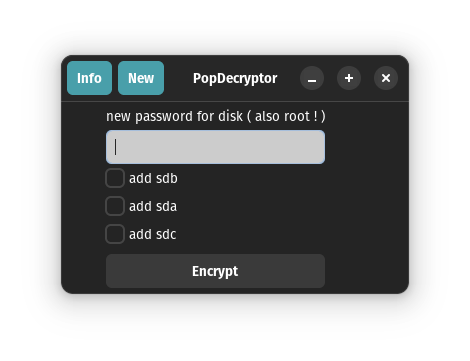 Info New PopDecryptor
new password for disk ( also root ! )
add sdb
add sda
add sdc
Encrypt